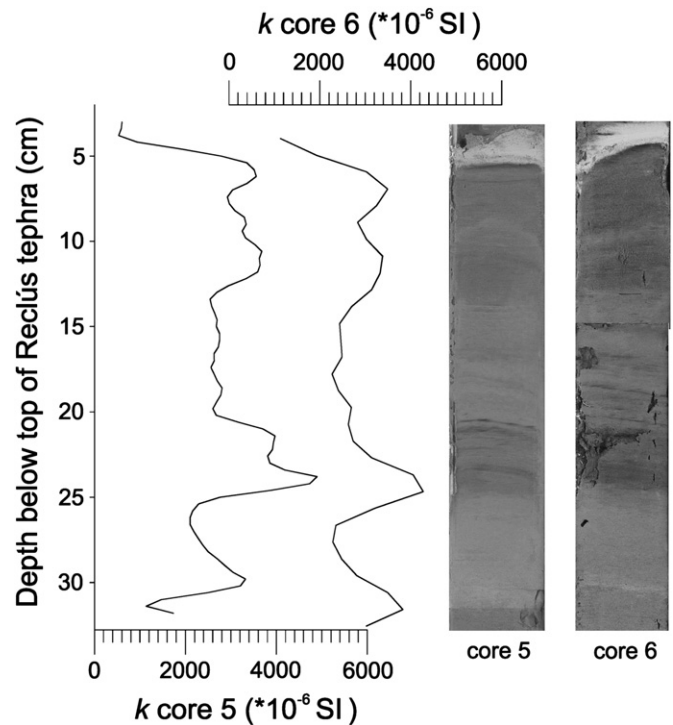 k core 6 (*10⁻⁶ SI)
0 2000 4000 6000
Depth below top of Reclús tephra (cm)
5
10
15
20
25
30
0 2000 4000 6000
k core 5 (*10⁻⁶ SI)
core 5 core 6